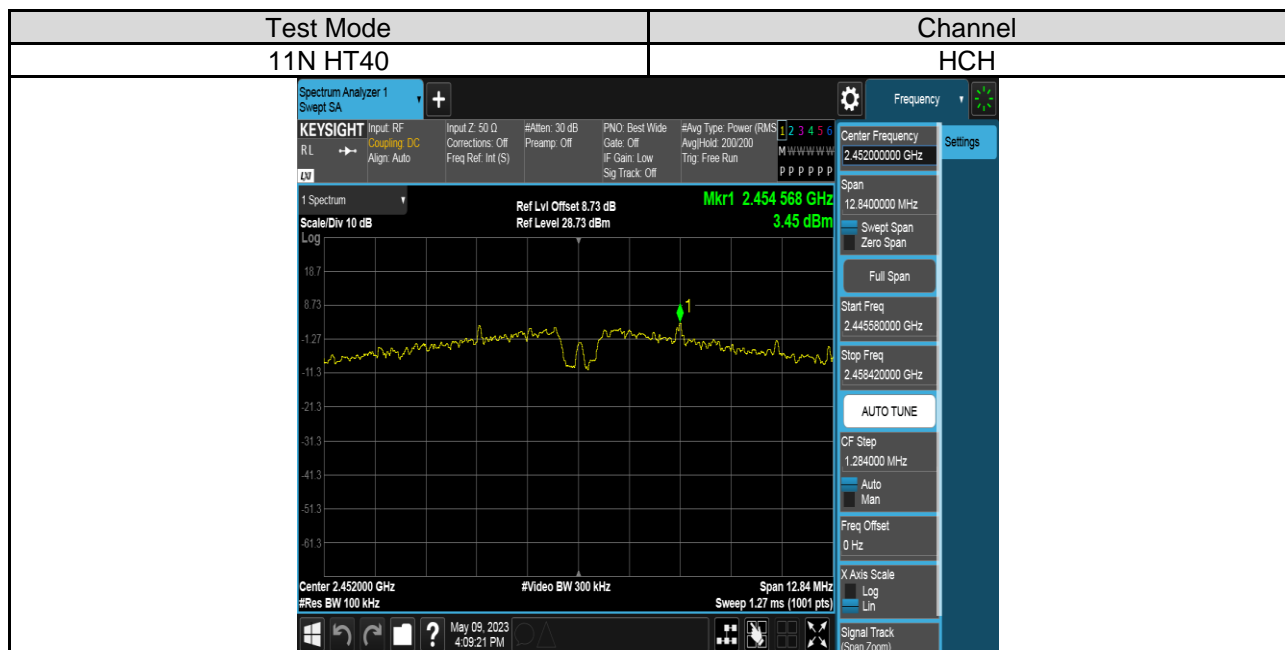 Test Mode Channel
11N HT40 HCH
Spectrum Analyzer 1
Swept SA
+
Frequency
KEYSIGHT
RL
LXI
Input: RF
Coupling: DC
Align: Auto
Input Z: 50 Ω
Corrections: Off
Freq Ref: Int (S)
#Atten: 30 dB
Preamp: Off
PNO: Best Wide
Gate: Off
IF Gain: Low
Sig Track: Off
#Avg Type: Power (RMS
Avg|Hold: 200/200
Trig: Free Run
1 2 3 4 5 6
M W W W W W
P P P P P P
Center Frequency
2.452000000 GHz
Settings
Span
12.8400000 MHz
Swept Span
Zero Span
Full Span
Start Freq
2.445580000 GHz
Stop Freq
2.458420000 GHz
AUTO TUNE
CF Step
1.284000 MHz
Auto
Man
Freq Offset
0 Hz
X Axis Scale
Log
Lin
Signal Track
(Span Zoom)
1 Spectrum
Scale/Div 10 dB
Ref Lvl Offset 8.73 dB
Ref Level 28.73 dBm
Mkr1 2.454 568 GHz
3.45 dBm
Log
18.7
8.73
-1.27
-11.3
-21.3
-31.3
-41.3
-51.3
-61.3
1
Center 2.452000 GHz
#Res BW 100 kHz
#Video BW 300 kHz
Span 12.84 MHz
Sweep 1.27 ms (1001 pts)
?
May 09, 2023
4:09:21 PM